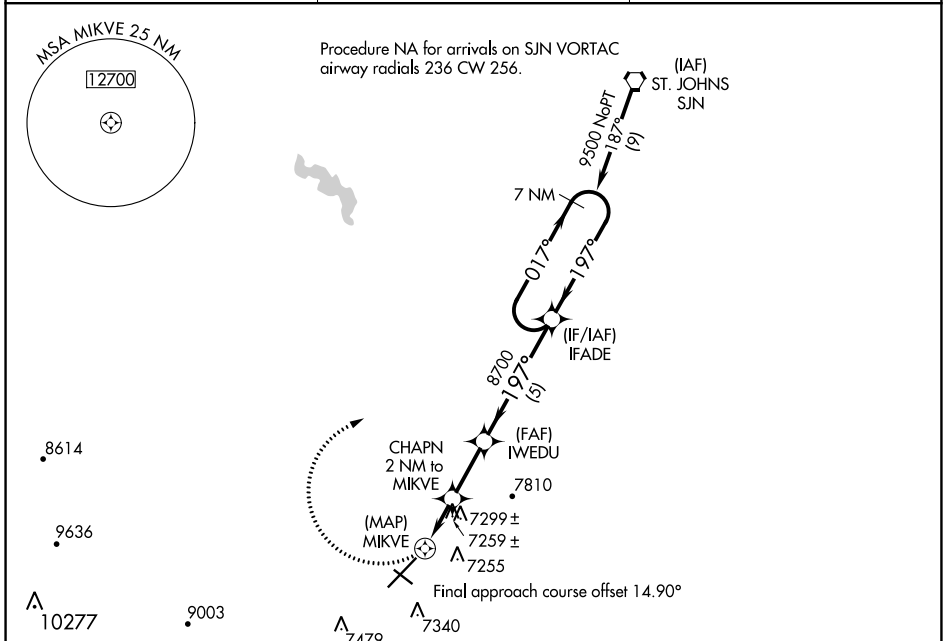 MSA MIKVE 25 NM
12700
Procedure NA for arrivals on SJN VORTAC
airway radials 236 CW 256.
(IAF)
ST. JOHNS
SJN
9500 NoPT
187°
(9)
7 NM
017°
197°
(IF/IAF)
IFADE
8700
197°
(5)
(FAF)
IWEDU
CHAPN
2 NM to
MIKVE
7810
8614
7299 ±
7259 ±
(MAP)
MIKVE
9636
7255
Final approach course offset 14.90°
10277
9003
7479
7340